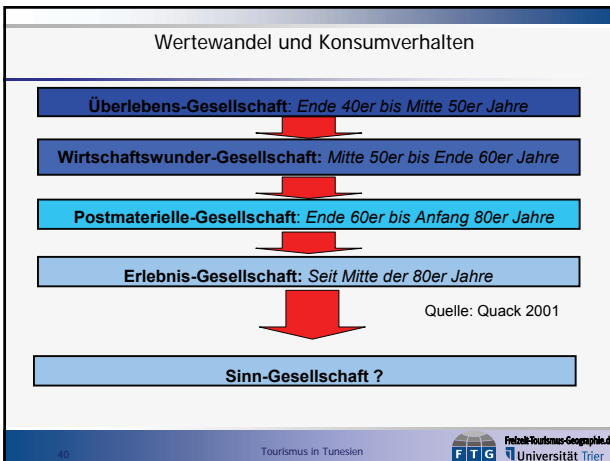 Wertewandel und Konsumverhalten
Überlebens-Gesellschaft: Ende 40er bis Mitte 50er Jahre
Wirtschaftswunder-Gesellschaft: Mitte 50er bis Ende 60er Jahre
Postmaterielle-Gesellschaft: Ende 60er bis Anfang 80er Jahre
Erlebnis-Gesellschaft: Seit Mitte der 80er Jahre
Quelle: Quack 2001
Sinn-Gesellschaft ?
40
Tourismus in Tunesien
FTG
Freizeit-Tourismus-Geographie.d
Universität Trier